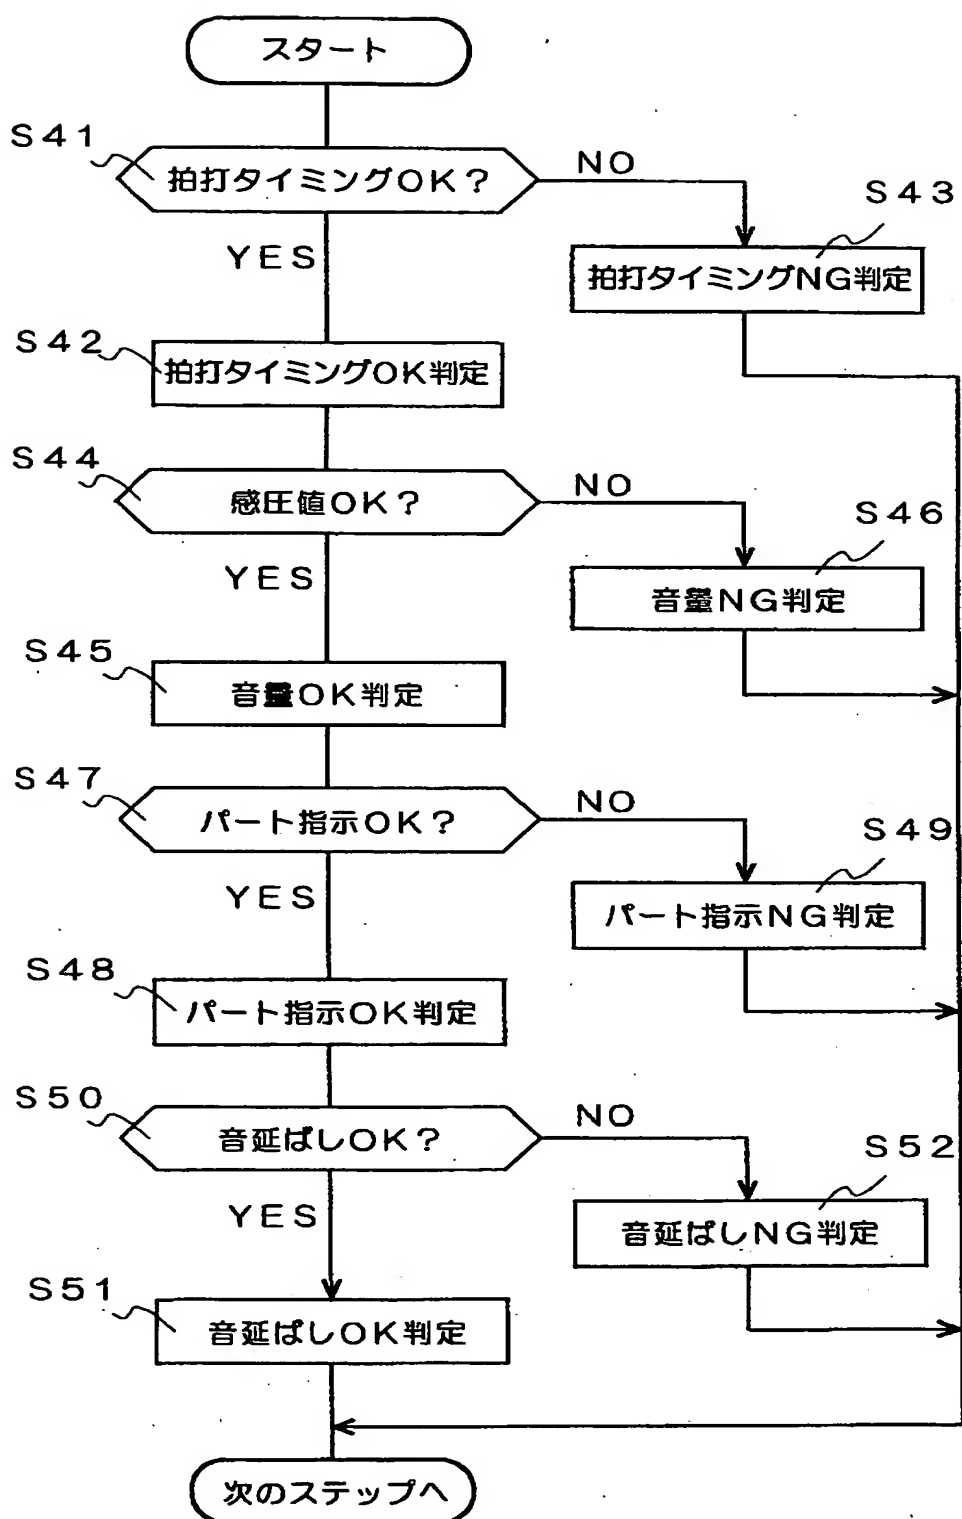 スタート
S41
拍打タイミングOK?
NO
YES
S43
拍打タイミングNG判定
S42
拍打タイミングOK判定
S44
感圧値OK?
NO
YES
S46
音量NG判定
S45
音量OK判定
S47
パート指示OK?
NO
YES
S49
パート指示NG判定
S48
パート指示OK判定
S50
音延ばしOK?
NO
YES
S52
音延ばしNG判定
S51
音延ばしOK判定
次のステップへ